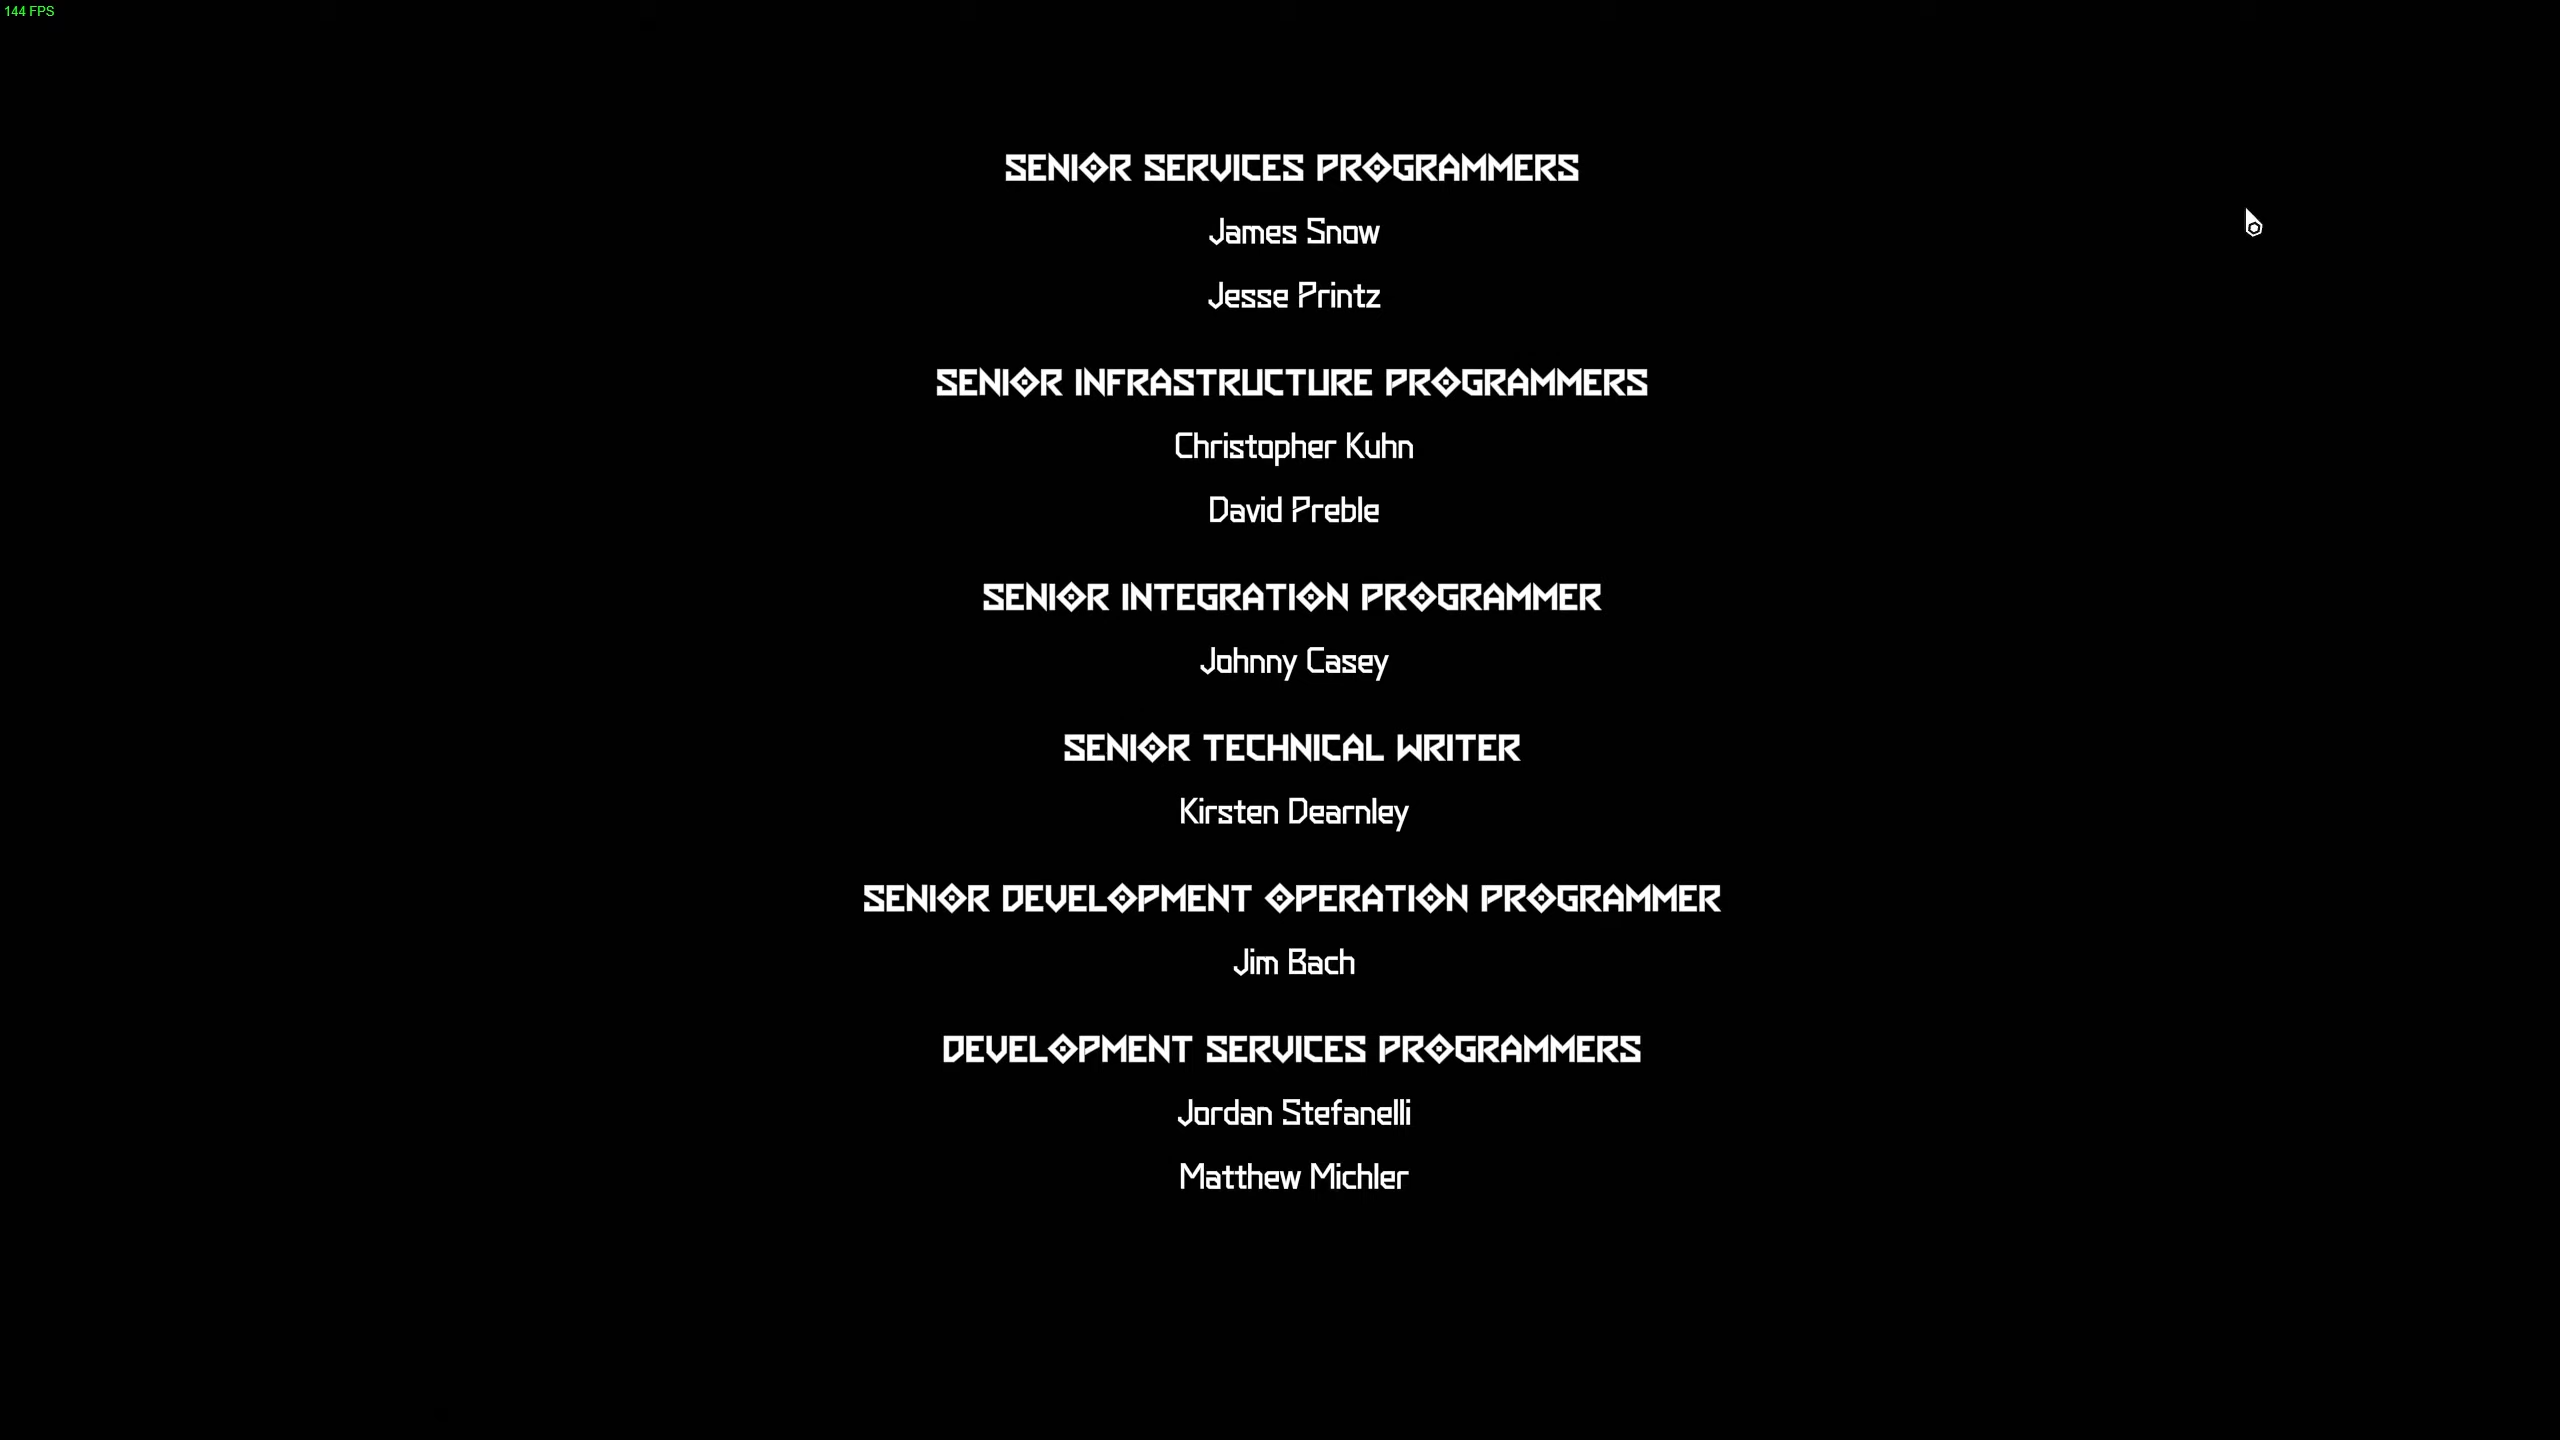 144 FPS
SENIOR SERVICES PROGRAMMERS
James Snow
Jesse Printz
SENIOR INFRASTRUCTURE PROGRAMMERS
Christopher Kuhn
David Preble
SENIOR INTEGRATION PROGRAMMER
Johnny Casey
SENIOR TECHNICAL WRITER
Kirsten Dearnley
SENIOR DEVELOPMENT OPERATION PROGRAMMER
Jim Bach
DEVELOPMENT SERVICES PROGRAMMERS
Jordan Stefanelli
Matthew Michler